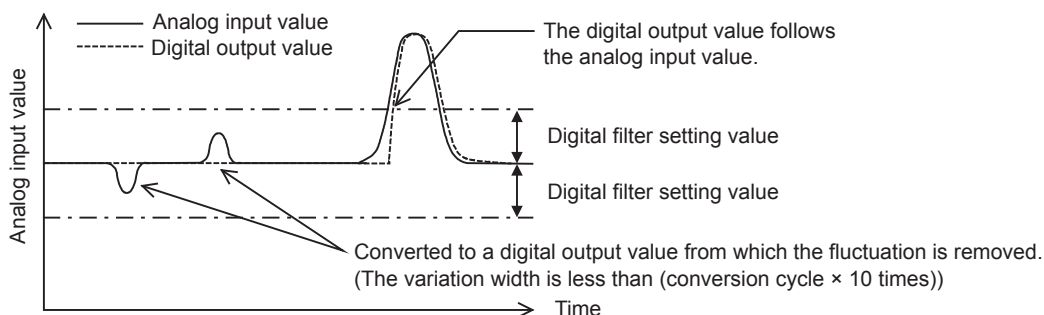 Analog input value
Digital output value
The digital output value follows
the analog input value.
Analog input value
Digital filter setting value
Digital filter setting value
Converted to a digital output value from which the fluctuation is removed.
(The variation width is less than (conversion cycle × 10 times))
Time